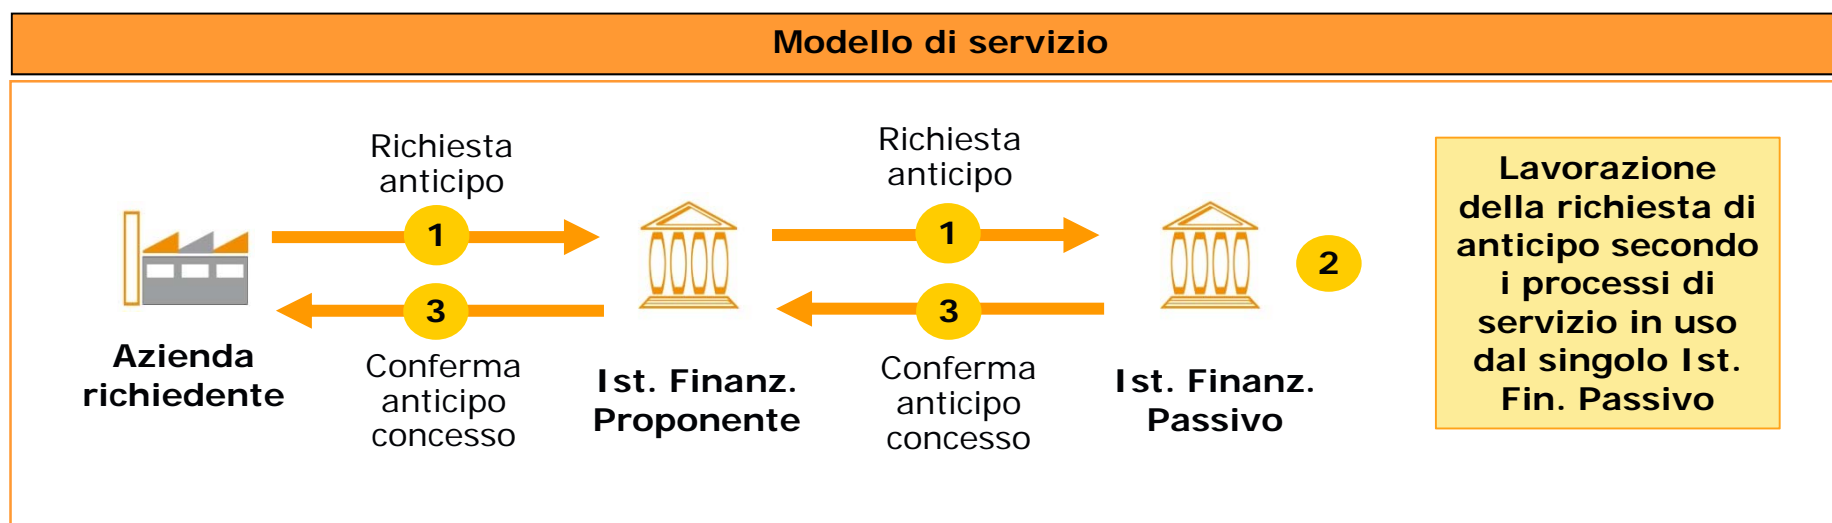 Modello di servizio
Richiesta
anticipo
1
3
Conferma
anticipo
concesso
Azienda
richiedente
Ist. Finanz.
Proponente
Richiesta
anticipo
1
3
Conferma
anticipo
concesso
Ist. Finanz.
Passivo
2
Lavorazione
della richiesta di
anticipo secondo
i processi di
servizio in uso
dal singolo Ist.
Fin. Passivo